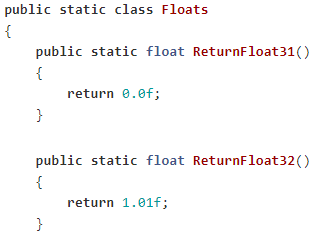 public static class Floats
{
    public static float ReturnFloat31()
    {
        return 0.0f;
    }

    public static float ReturnFloat32()
    {
        return 1.01f;
    }